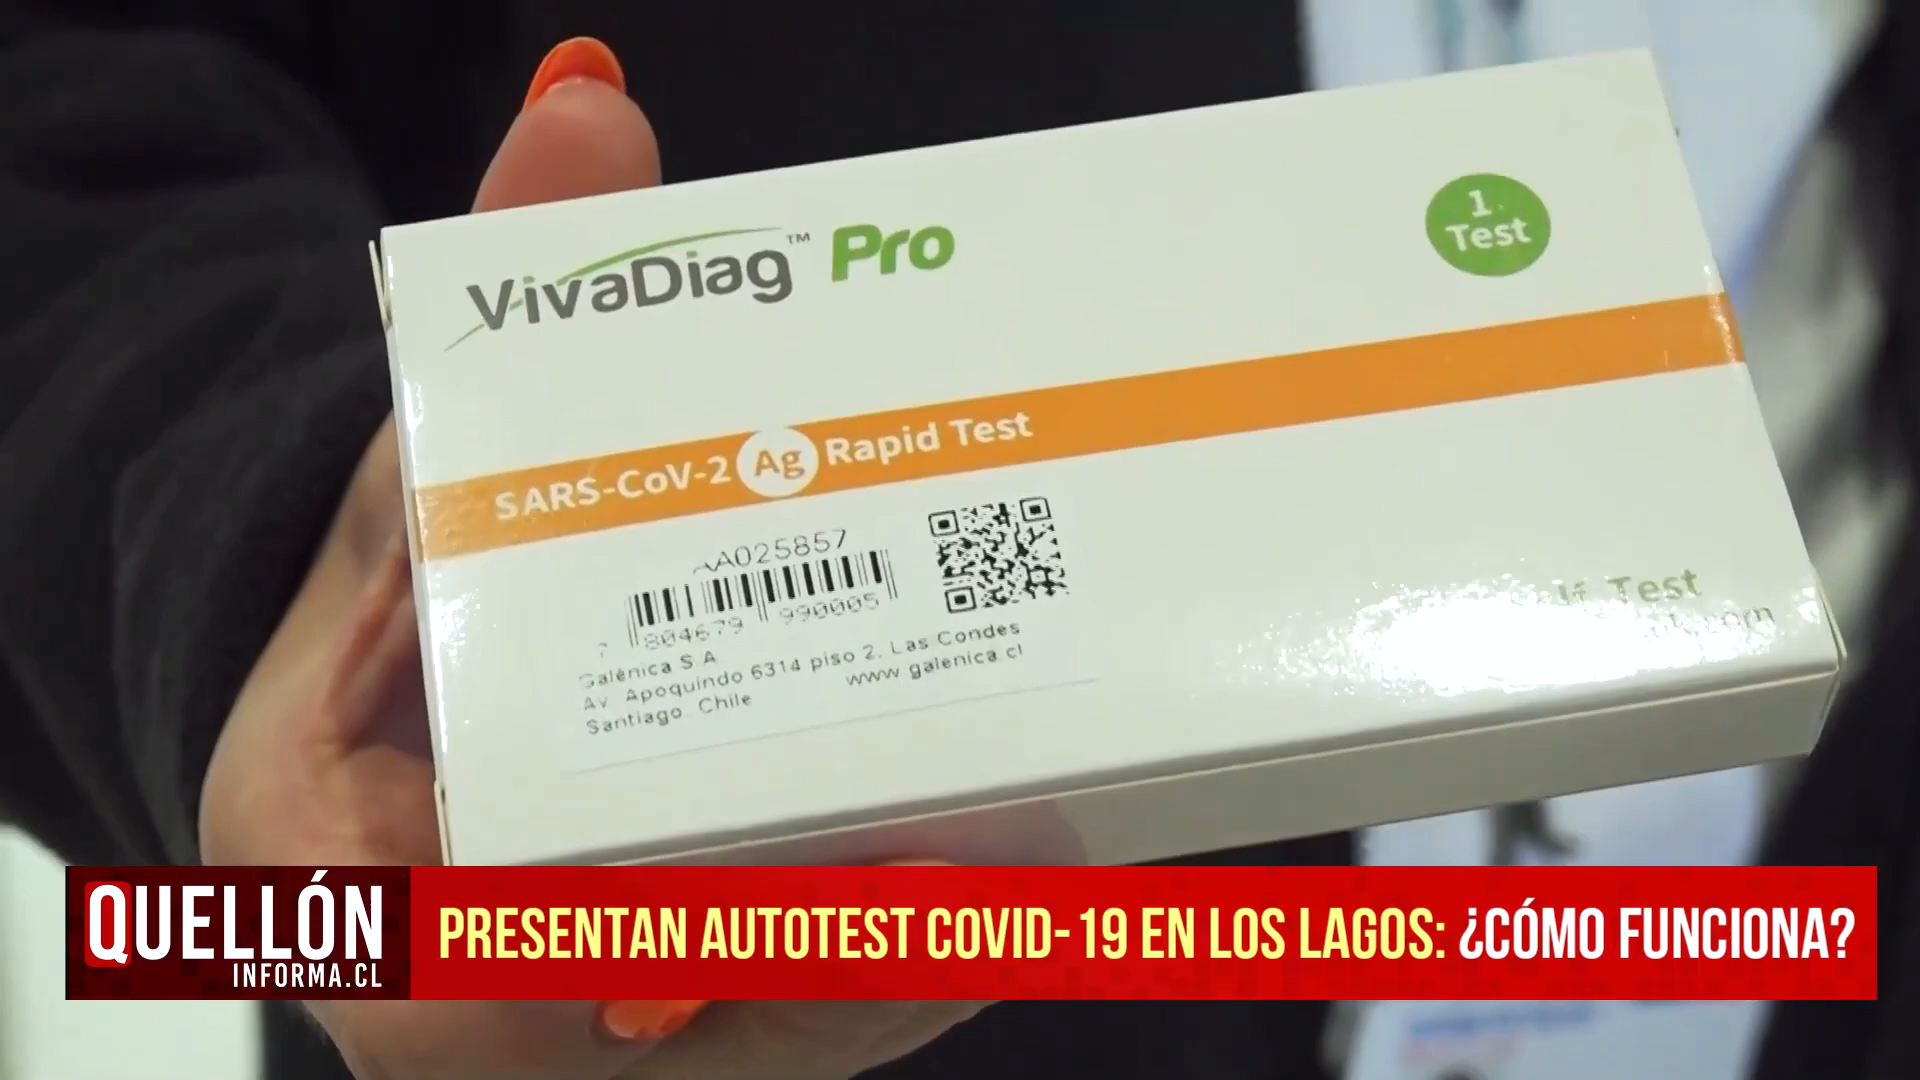 VivaDiag™ Pro
1
Test
SARS-CoV-2 Ag Rapid Test
AA025857
7 804679 990005
Galénica S.A.
Av. Apoquindo 6314 piso 2. Las Condes
Santiago. Chile www.galenica.cl
Test
QUELLÓN
INFORMA.CL
PRESENTAN AUTOTEST COVID-19 EN LOS LAGOS: ¿CÓMO FUNCIONA?